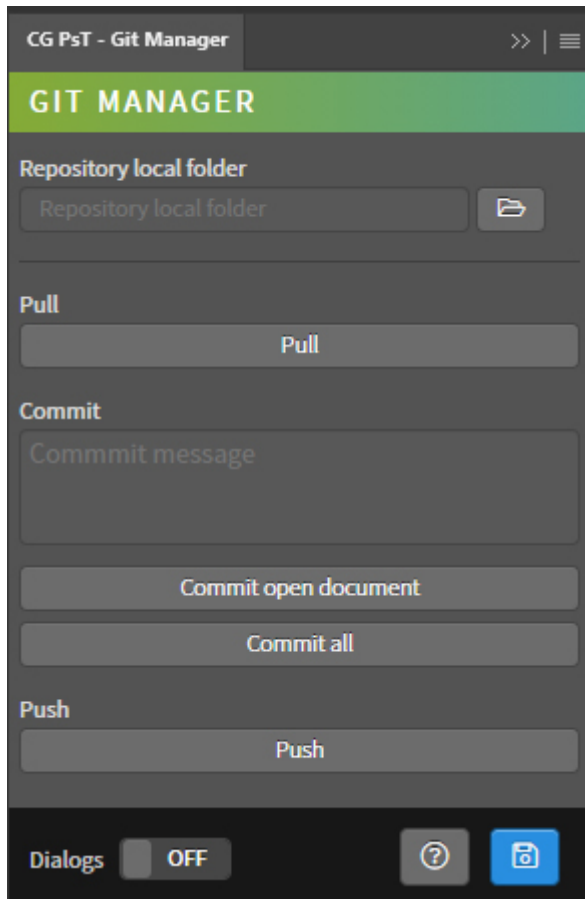 CG PsT - Git Manager
GIT MANAGER
Repository local folder
Repository local folder
Pull
Pull
Commit
Commmit message
Commit open document
Commit all
Push
Push
Dialogs OFF